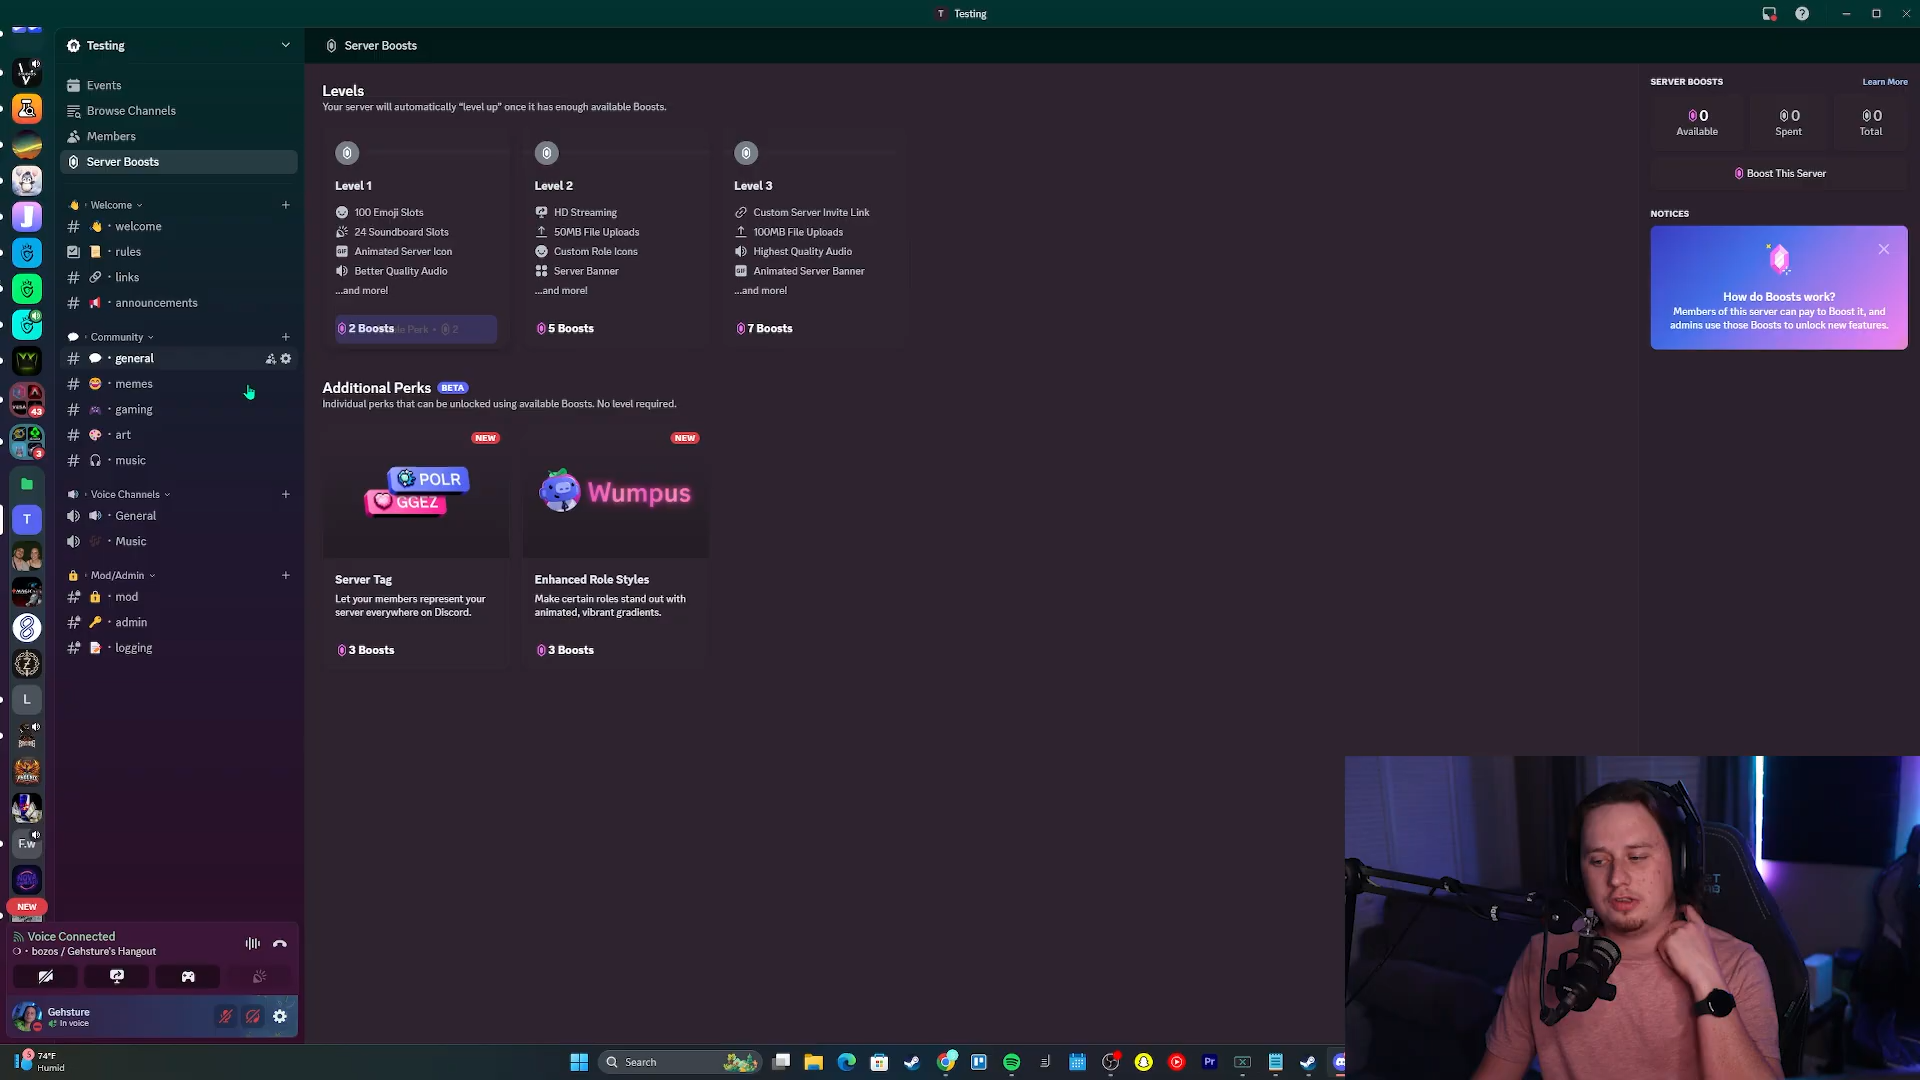 T Testing
Testing
Server Boosts
Events
Browse Channels
Members
Server Boosts
Welcome
welcome
rules
links
announcements
Community
general
memes
gaming
art
music
Voice Channels
General
Music
Mod/Admin
mod
admin
logging
43
3
T
L
F.w
NEW
Voice Connected
bozos / Gehsture's Hangout
Gehsture
In voice
Levels
Your server will automatically “level up” once it has enough available Boosts.
Level 1
100 Emoji Slots
24 Soundboard Slots
GIF Animated Server Icon
Better Quality Audio
...and more!
2 Boosts
Level 2
HD Streaming
50MB File Uploads
Custom Role Icons
Server Banner
...and more!
5 Boosts
Level 3
Custom Server Invite Link
100MB File Uploads
Highest Quality Audio
GIF Animated Server Banner
...and more!
7 Boosts
Additional Perks BETA
Individual perks that can be unlocked using available Boosts. No level required.
NEW
POLR
GGEZ
Server Tag
Let your members represent your
server everywhere on Discord.
3 Boosts
NEW
Wumpus
Enhanced Role Styles
Make certain roles stand out with
animated, vibrant gradients.
3 Boosts
SERVER BOOSTS Learn More
0 0 0
Available Spent Total
Boost This Server
NOTICES
How do Boosts work?
Members of this server can pay to Boost it, and
admins use those Boosts to unlock new features.
74°F
Humid
Search
Pr